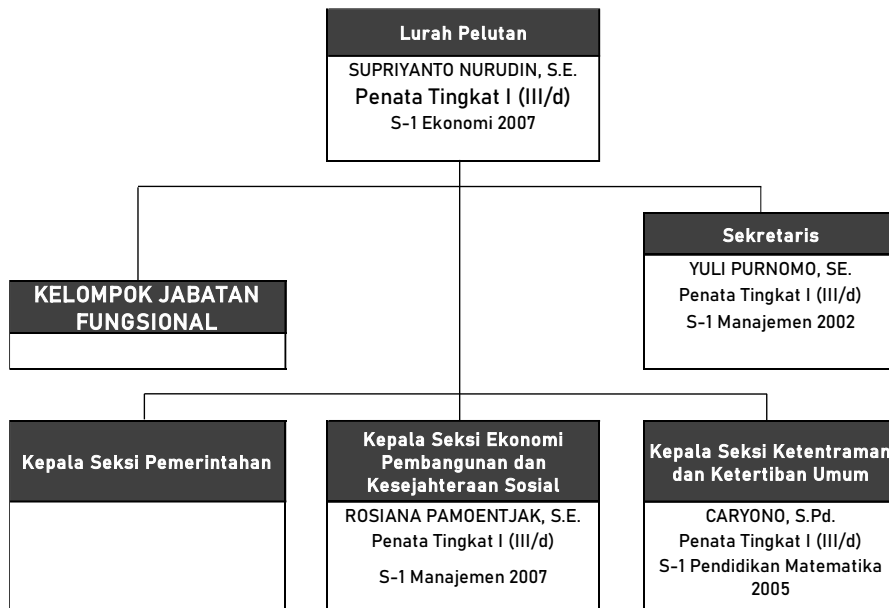 Lurah Pelutan
SUPRIYANTO NURUDIN, S.E.
Penata Tingkat I (III/d)
S-1 Ekonomi 2007
Sekretaris
YULI PURNOMO, SE.
Penata Tingkat I (III/d)
S-1 Manajemen 2002
KELOMPOK JABATAN
FUNGSIONAL
Kepala Seksi Pemerintahan
Kepala Seksi Ekonomi
Pembangunan dan
Kesejahteraan Sosial
ROSIANA PAMOENTJAK, S.E.
Penata Tingkat I (III/d)
S-1 Manajemen 2007
Kepala Seksi Ketentraman
dan Ketertiban Umum
CARYONO, S.Pd.
Penata Tingkat I (III/d)
S-1 Pendidikan Matematika
2005